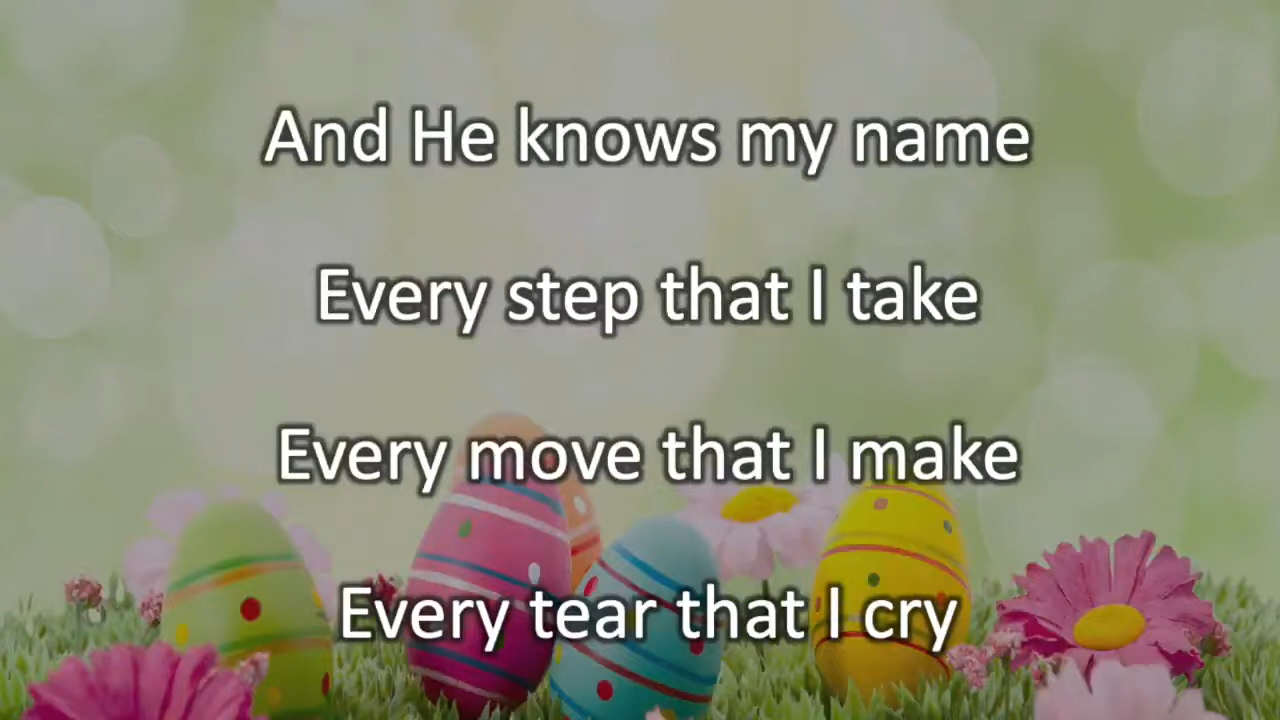 And He knows my name
Every step that I take
Every move that I make
Every tear that I cry